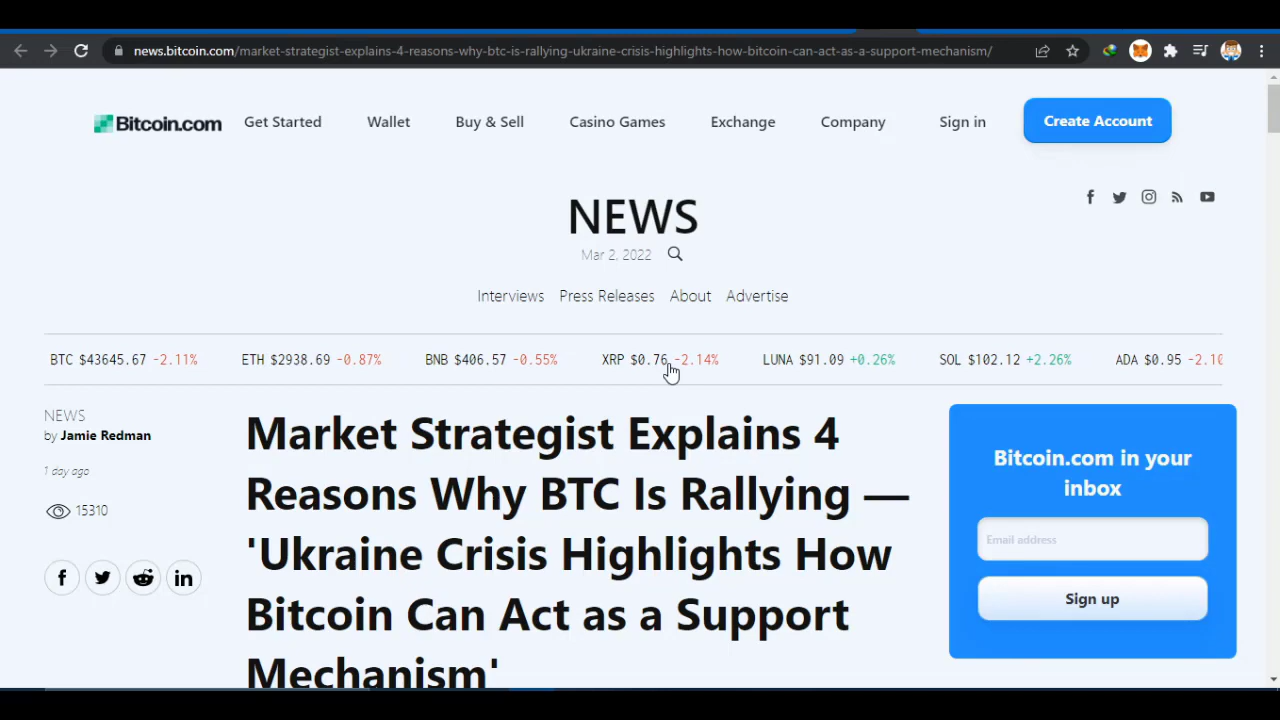 news.bitcoin.com/market-strategist-explains-4-reasons-why-btc-is-rallying-ukraine-crisis-highlights-how-bitcoin-can-act-as-a-support-mechanism/
Bitcoin.com Get Started Wallet Buy & Sell Casino Games Exchange Company Sign in Create Account
NEWS
Mar 2, 2022
Interviews Press Releases About Advertise
BTC $43645.67 -2.11% ETH $2938.69 -0.87% BNB $406.57 -0.55% XRP $0.76 -2.14% LUNA $91.09 +0.26% SOL $102.12 +2.26% ADA $0.95 -2.10
NEWS
by Jamie Redman
1 day ago
15310
Market Strategist Explains 4
Reasons Why BTC Is Rallying —
'Ukraine Crisis Highlights How
Bitcoin Can Act as a Support
Mechanism'
Bitcoin.com in your
inbox
Email address
Sign up